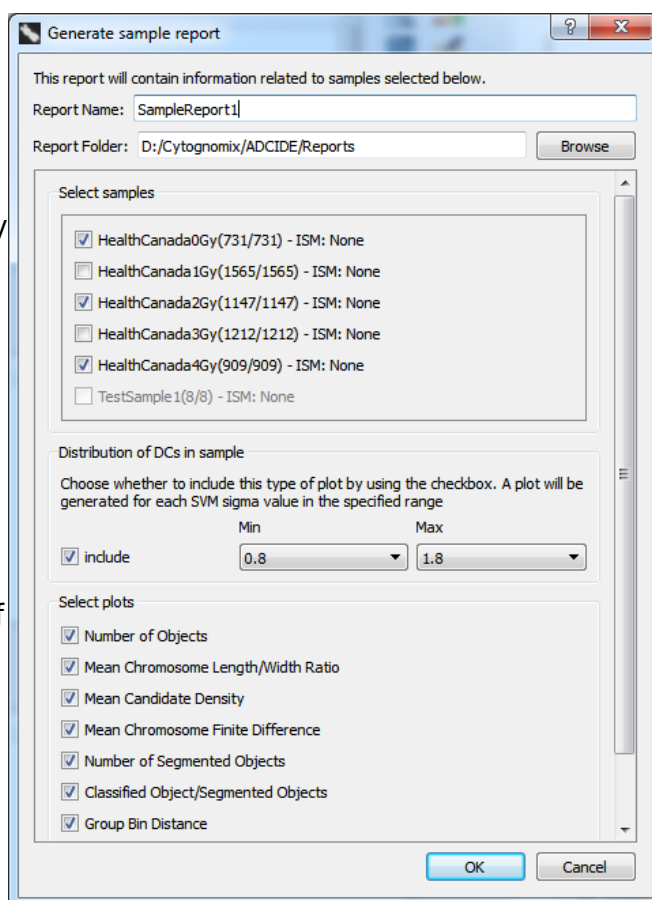 Generate sample report
This report will contain information related to samples selected below.
Report Name: SampleReport1
Report Folder: D:/Cytognomix/ADCIDE/Reports Browse
Select samples
HealthCanada0Gy(731/731) - ISM: None
HealthCanada1Gy(1565/1565) - ISM: None
HealthCanada2Gy(1147/1147) - ISM: None
HealthCanada3Gy(1212/1212) - ISM: None
HealthCanada4Gy(909/909) - ISM: None
TestSample1(8/8) - ISM: None
Distribution of DCs in sample
Choose whether to include this type of plot by using the checkbox. A plot will be
generated for each SVM sigma value in the specified range
Min Max
include 0.8 1.8
Select plots
Number of Objects
Mean Chromosome Length/Width Ratio
Mean Candidate Density
Mean Chromosome Finite Difference
Number of Segmented Objects
Classified Object/Segmented Objects
Group Bin Distance
OK Cancel